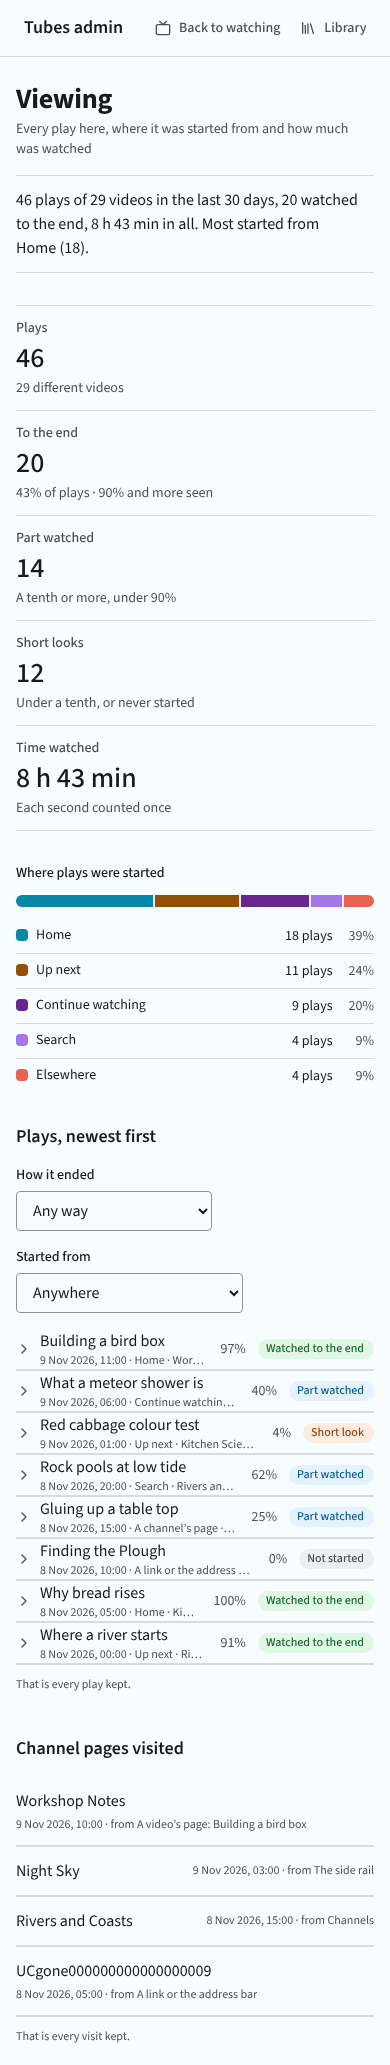 Tubes admin Back to watching Library
Viewing
Every play here, where it was started from and how much
was watched
46 plays of 29 videos in the last 30 days, 20 watched
to the end, 8 h 43 min in all. Most started from
Home (18).
Plays
46
29 different videos
To the end
20
43% of plays · 90% and more seen
Part watched
14
A tenth or more, under 90%
Short looks
12
Under a tenth, or never started
Time watched
8 h 43 min
Each second counted once
Where plays were started
Home 18 plays 39%
Up next 11 plays 24%
Continue watching 9 plays 20%
Search 4 plays 9%
Elsewhere 4 plays 9%
Plays, newest first
How it ended
Any way
Started from
Anywhere
Building a bird box 97% Watched to the end
9 Nov 2026, 11:00 · Home · Wor…
What a meteor shower is 40% Part watched
9 Nov 2026, 06:00 · Continue watchin…
Red cabbage colour test 4% Short look
9 Nov 2026, 01:00 · Up next · Kitchen Scie…
Rock pools at low tide 62% Part watched
8 Nov 2026, 20:00 · Search · Rivers an…
Gluing up a table top 25% Part watched
8 Nov 2026, 15:00 · A channel’s page ·…
Finding the Plough 0% Not started
8 Nov 2026, 10:00 · A link or the address …
Why bread rises 100% Watched to the end
8 Nov 2026, 05:00 · Home · Ki…
Where a river starts 91% Watched to the end
8 Nov 2026, 00:00 · Up next · Ri…
That is every play kept.
Channel pages visited
Workshop Notes
9 Nov 2026, 10:00 · from A video’s page: Building a bird box
Night Sky 9 Nov 2026, 03:00 · from The side rail
Rivers and Coasts 8 Nov 2026, 15:00 · from Channels
UCgone000000000000000009
8 Nov 2026, 05:00 · from A link or the address bar
That is every visit kept.